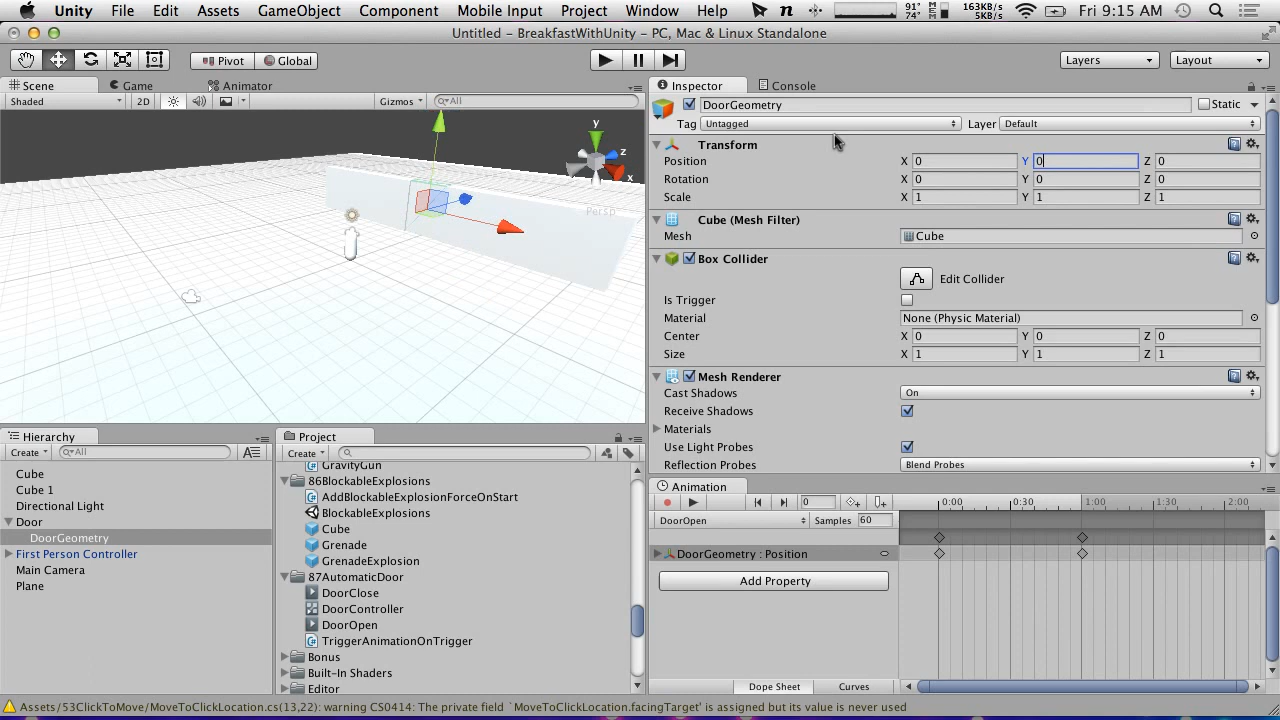 Unity File Edit Assets GameObject Component Mobile Input Project Window Help 91° 74° MEM 163KB/S 5KB/S Fri 9:15 AM
Untitled - BreakfastWithUnity - PC, Mac & Linux Standalone
Pivot Global Layers Layout
Scene Game Animator
Shaded 2D Gizmos All
y z x
Persp
Inspector Console
DoorGeometry Static
Tag Untagged Layer Default
Transform
Position X 0 Y 0 Z 0
Rotation X 0 Y 0 Z 0
Scale X 1 Y 1 Z 1
Cube (Mesh Filter)
Mesh Cube
Box Collider
Edit Collider
Is Trigger
Material None (Physic Material)
Center X 0 Y 0 Z 0
Size X 1 Y 1 Z 1
Mesh Renderer
Cast Shadows On
Receive Shadows
Materials
Use Light Probes
Reflection Probes Blend Probes
Hierarchy
Create All
Cube
Cube 1
Directional Light
Door
DoorGeometry
First Person Controller
Main Camera
Plane
Project
Create
GravityGun
86BlockableExplosions
AddBlockableExplosionForceOnStart
BlockableExplosions
Cube
Grenade
GrenadeExplosion
87AutomaticDoor
DoorClose
DoorController
DoorOpen
TriggerAnimationOnTrigger
Bonus
Built-In Shaders
Editor
Animation
0 0:00 0:30 1:00 1:30 2:00
DoorOpen Samples 60
DoorGeometry : Position
Add Property
Dope Sheet Curves
Assets/53ClickToMove/MoveToClickLocation.cs(13,22): warning CS0414: The private field `MoveToClickLocation.facingTarget' is assigned but its value is never used